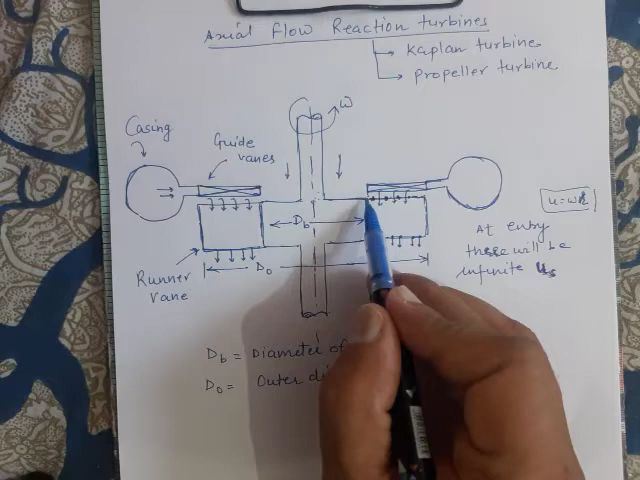 Axial Flow Reaction turbines
Kaplan turbine
propeller turbine
ω
Casing
Guide
vanes
u=ωR
Db
At entry
these will be
infinite us
Do
Runner
vane
Db = Diameter of
Do = Outer di